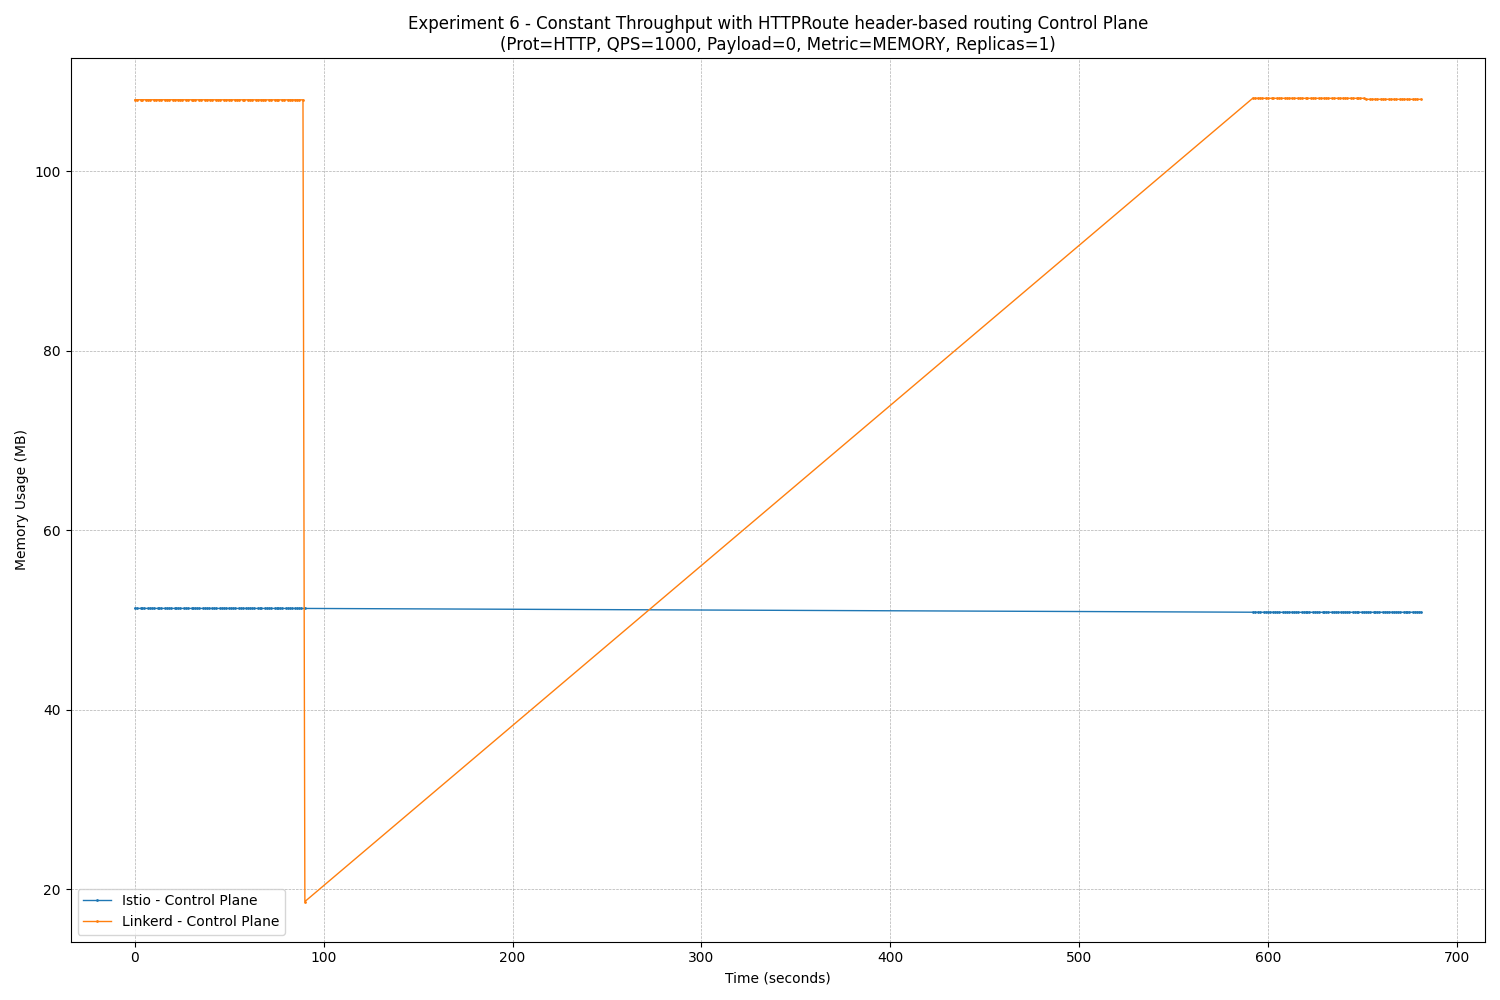 Experiment 6 - Constant Throughput with HTTPRoute header-based routing Control Plane
(Prot=HTTP, QPS=1000, Payload=0, Metric=MEMORY, Replicas=1)
Memory Usage (MB)
100
80
60
40
20
Istio - Control Plane
Linkerd - Control Plane
0 100 200 300 400 500 600 700
Time (seconds)